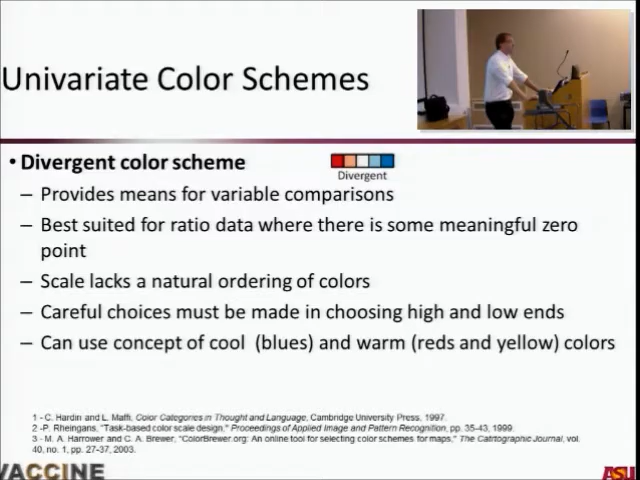 Univariate Color Schemes
• Divergent color scheme
Divergent
– Provides means for variable comparisons
– Best suited for ratio data where there is some meaningful zero
point
– Scale lacks a natural ordering of colors
– Careful choices must be made in choosing high and low ends
– Can use concept of cool (blues) and warm (reds and yellow) colors
1 - C. Hardin and L. Maffi, Color Categories in Thought and Language, Cambridge University Press, 1997.
2 -P. Rheingans, "Task-based color scale design," Proceedings of Applied Image and Pattern Recognition, pp. 35-43, 1999.
3 - M. A. Harrower and C. A. Brewer, "ColorBrewer.org: An online tool for selecting color schemes for maps," The Catrtographic Journal, vol.
40, no. 1, pp. 27-37, 2003.
VACCINE
ASU